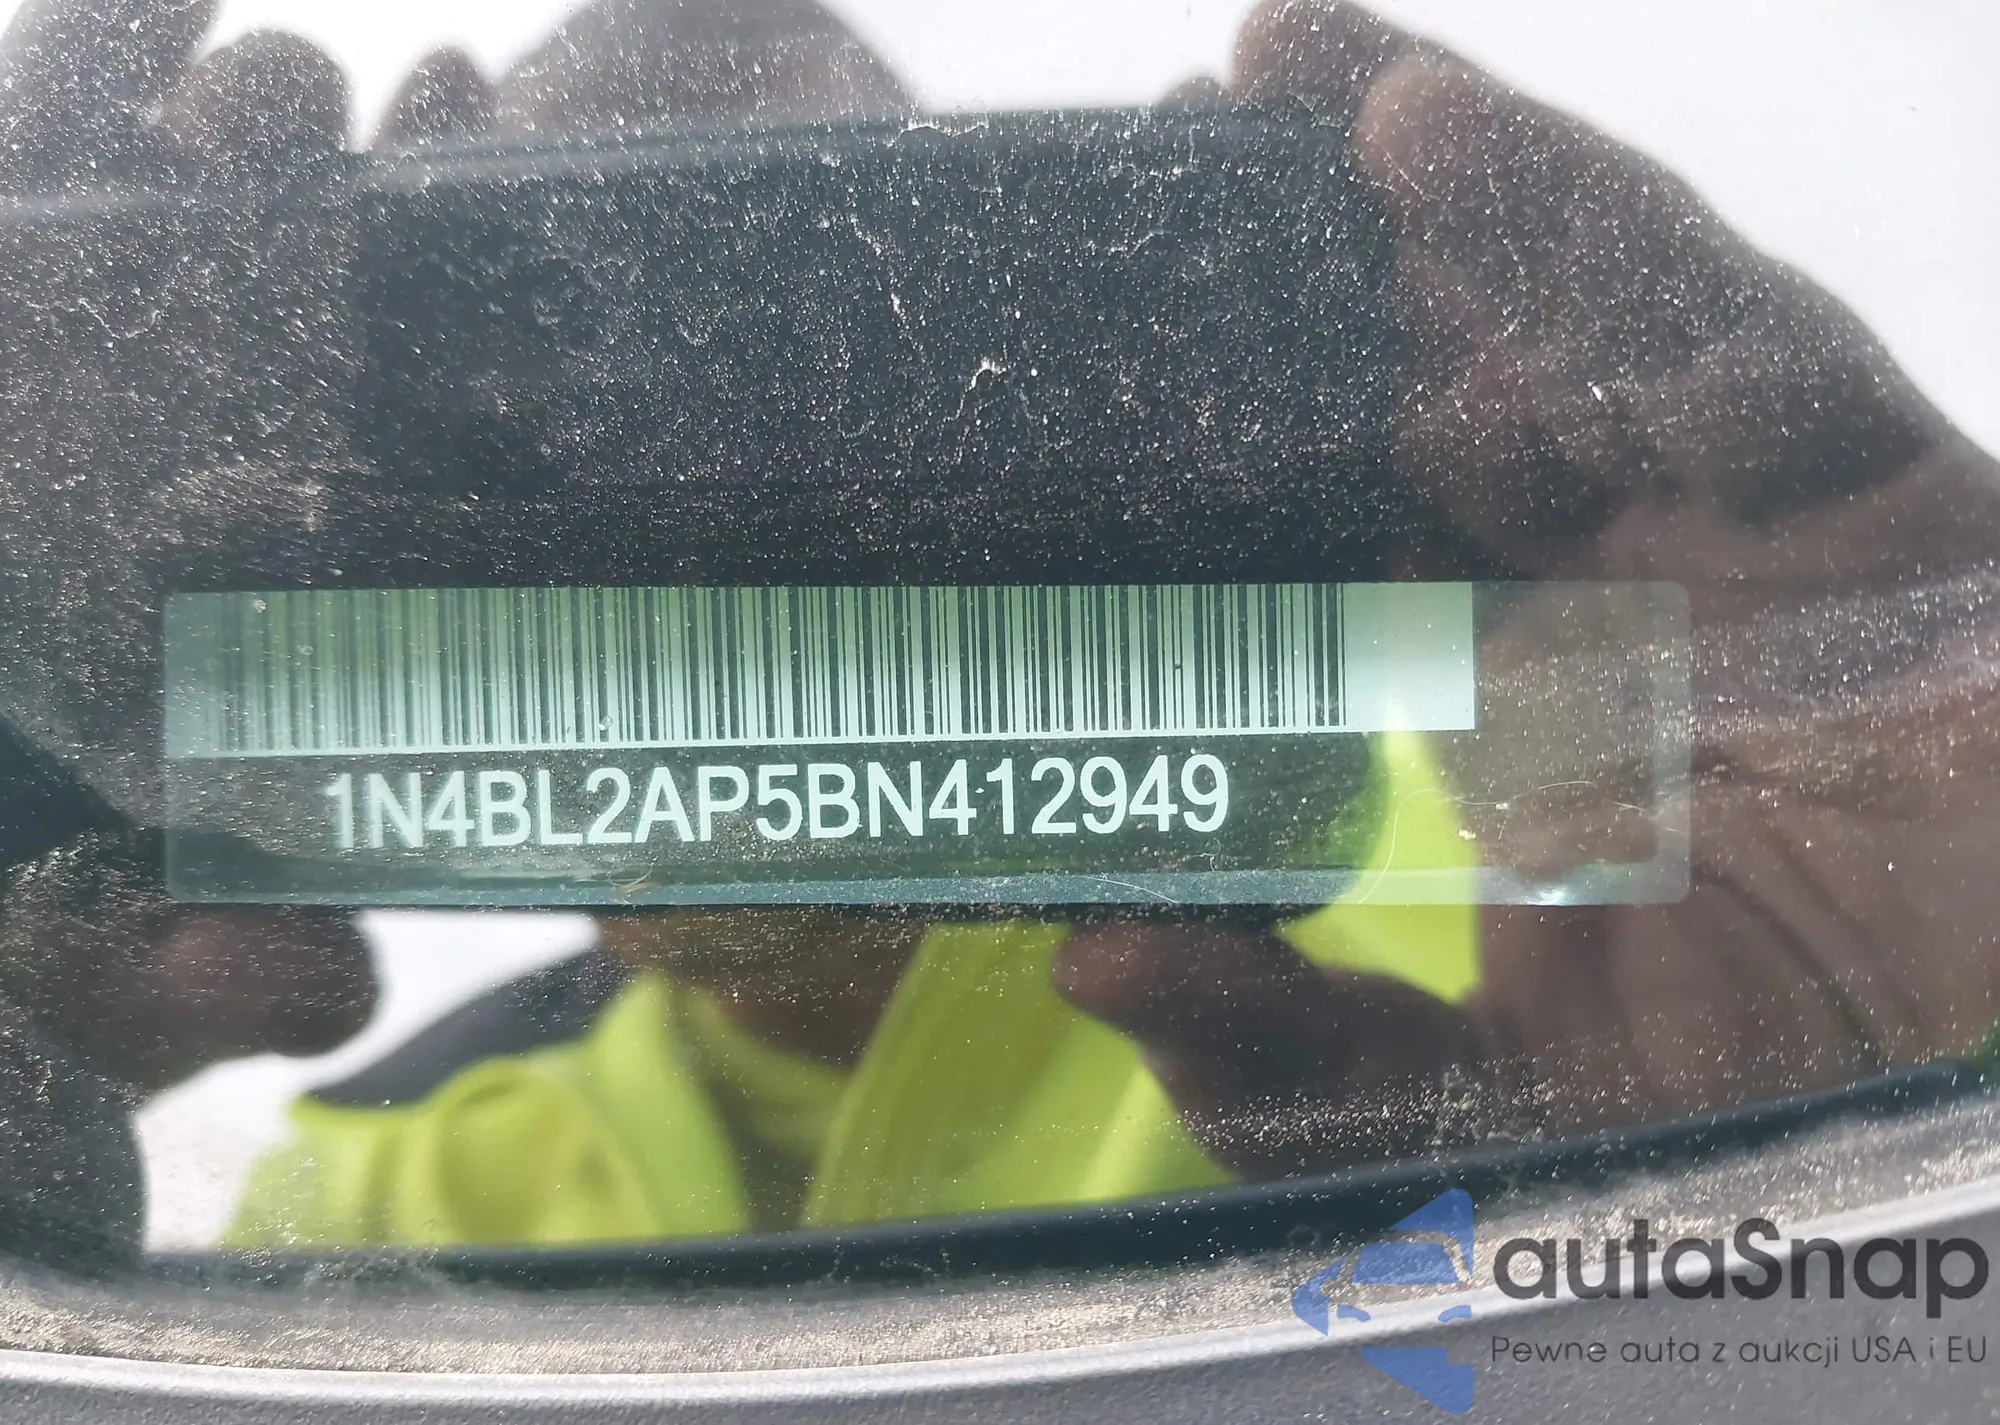 1N4BL2AP5BN412949
autaSnap
Pewne auta z aukcji USA i EU